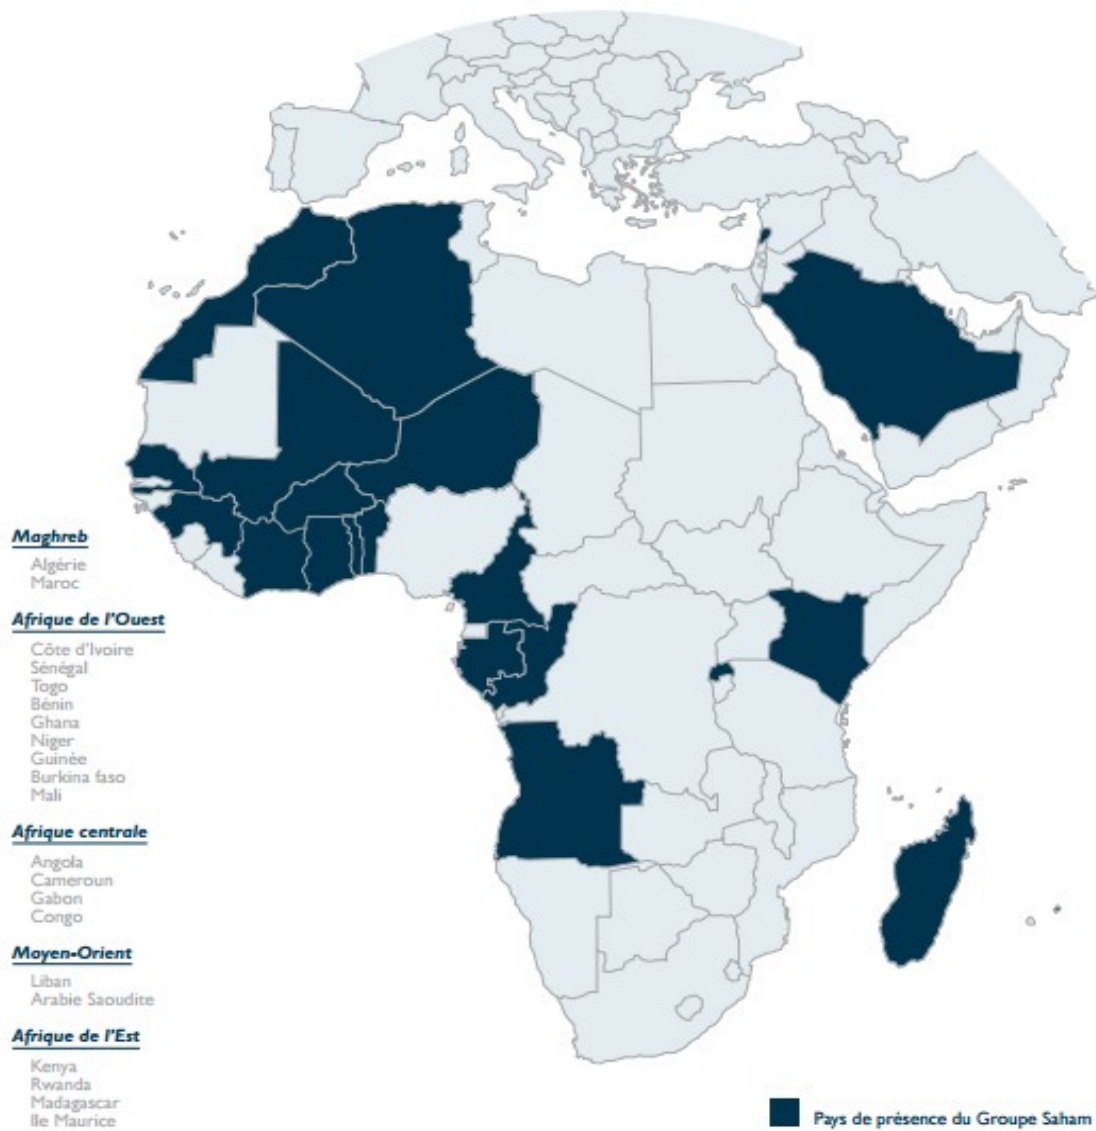 Maghreb
Algérie
Maroc
Afrique de l'Ouest
Côte d'Ivoire
Sénégal
Togo
Bénin
Ghana
Niger
Guinée
Burkina faso
Mali
Afrique centrale
Angola
Cameroun
Gabon
Congo
Moyen-Orient
Liban
Arabie Saoudite
Afrique de l'Est
Kenya
Rwanda
Madagascar
Ile Maurice
Pays de présence du Groupe Saham